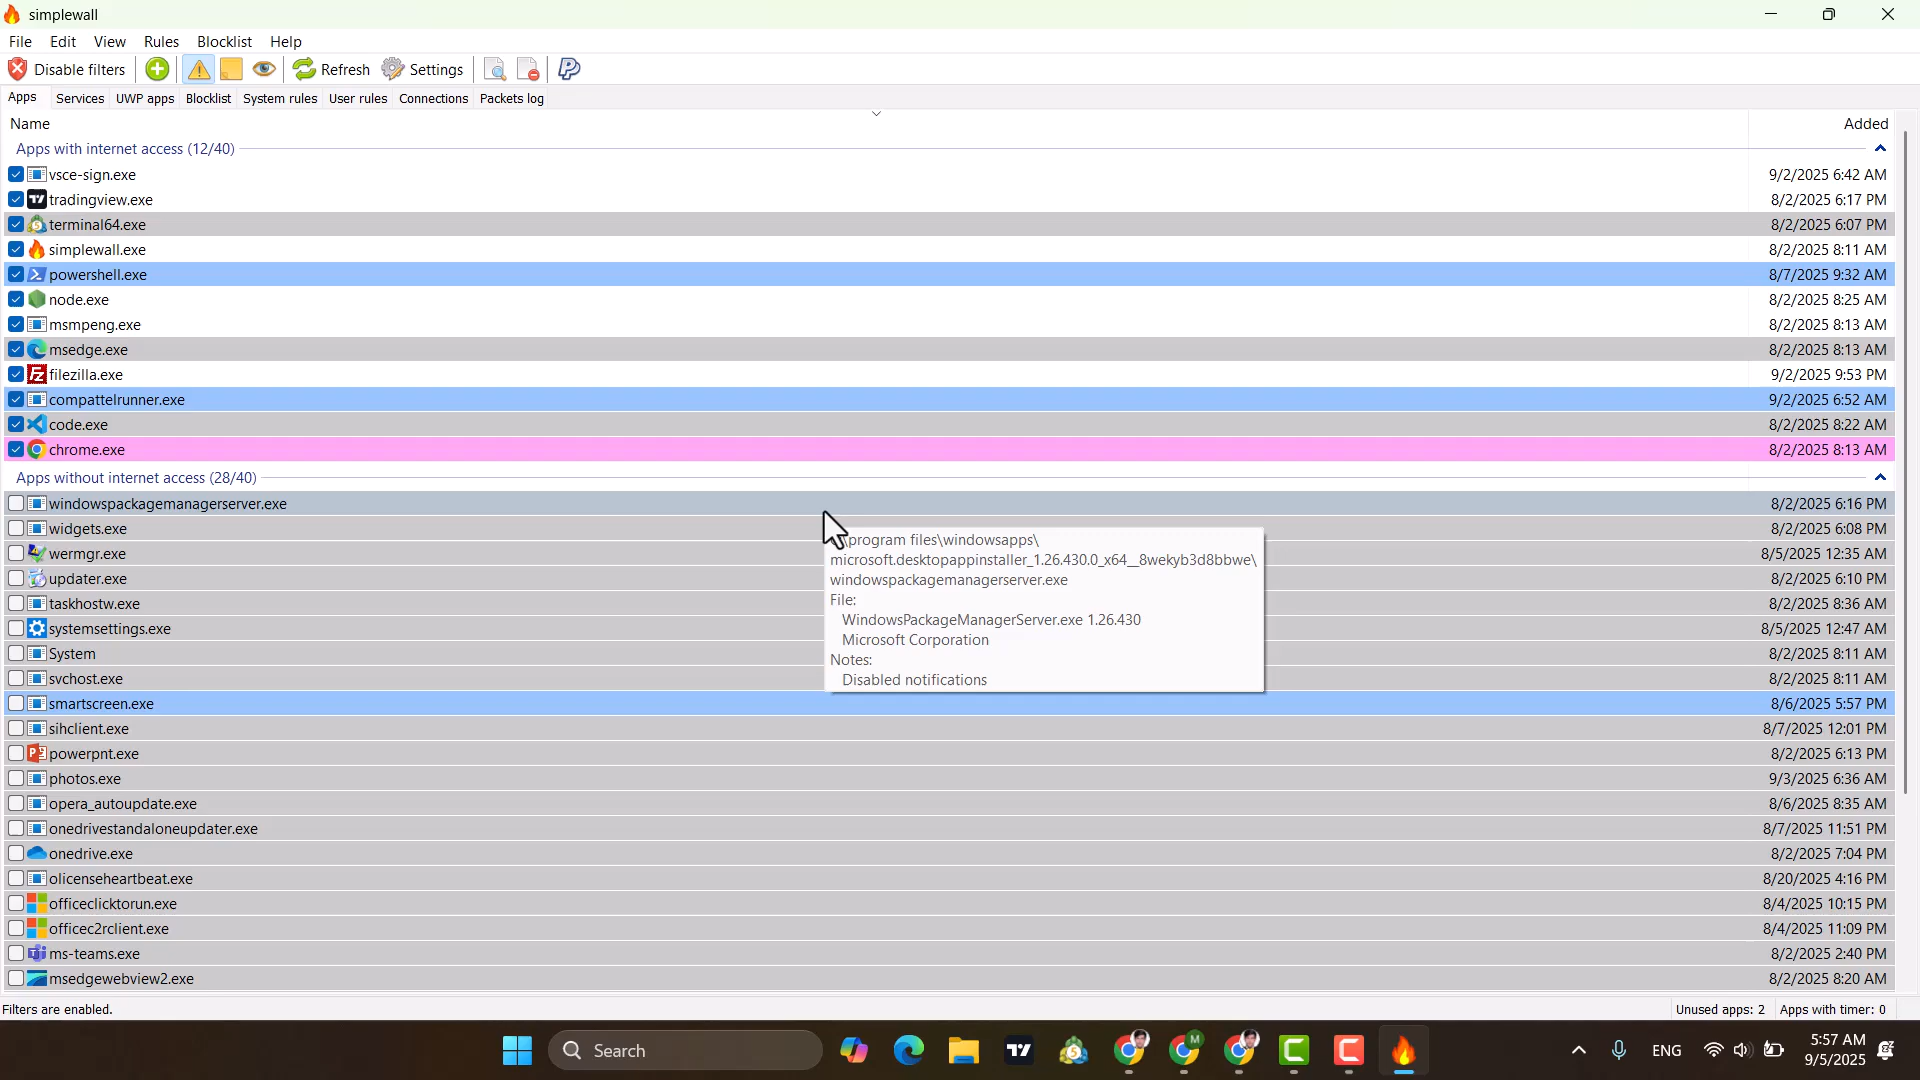 simplewall
File Edit View Rules Blocklist Help
Disable filters Refresh Settings
Apps Services UWP apps Blocklist System rules User rules Connections Packets log
Name Added
Apps with internet access (12/40)
vsce-sign.exe 9/2/2025 6:42 AM
tradingview.exe 8/2/2025 6:17 PM
terminal64.exe 8/2/2025 6:07 PM
simplewall.exe 8/2/2025 8:11 AM
powershell.exe 8/7/2025 9:32 AM
node.exe 8/2/2025 8:25 AM
msmpeng.exe 8/2/2025 8:13 AM
msedge.exe 8/2/2025 8:13 AM
filezilla.exe 9/2/2025 9:53 PM
compattelrunner.exe 9/2/2025 6:52 AM
code.exe 8/2/2025 8:22 AM
chrome.exe 8/2/2025 8:13 AM
Apps without internet access (28/40)
windowspackagemanagerserver.exe 8/2/2025 6:16 PM
widgets.exe 8/2/2025 6:08 PM
wermgr.exe 8/5/2025 12:35 AM
updater.exe 8/2/2025 6:10 PM
taskhostw.exe 8/2/2025 8:36 AM
systemsettings.exe 8/5/2025 12:47 AM
System 8/2/2025 8:11 AM
svchost.exe 8/2/2025 8:11 AM
smartscreen.exe 8/6/2025 5:57 PM
sihclient.exe 8/7/2025 12:01 PM
powerpnt.exe 8/2/2025 6:13 PM
photos.exe 9/3/2025 6:36 AM
opera_autoupdate.exe 8/6/2025 8:35 AM
onedrivestandaloneupdater.exe 8/7/2025 11:51 PM
onedrive.exe 8/2/2025 7:04 PM
olicenseheartbeat.exe 8/20/2025 4:16 PM
officeclicktorun.exe 8/4/2025 10:15 PM
officec2rclient.exe 8/4/2025 11:09 PM
ms-teams.exe 8/2/2025 2:40 PM
msedgewebview2.exe 8/2/2025 8:20 AM
\program files\windowsapps\
microsoft.desktopappinstaller_1.26.430.0_x64__8wekyb3d8bbwe\
windowspackagemanagerserver.exe
File:
WindowsPackageManagerServer.exe 1.26.430
Microsoft Corporation
Notes:
Disabled notifications
Filters are enabled. Unused apps: 2 Apps with timer: 0
Search ENG 5:57 AM
9/5/2025